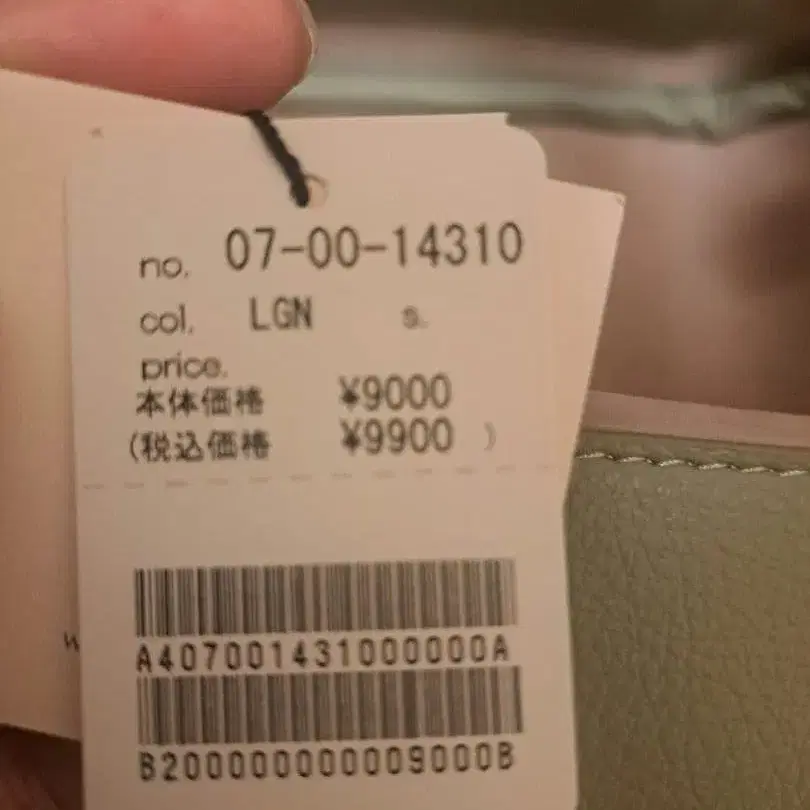 no. 07-00-14310
col. LGN s.
price.
本体価格 ¥9000
(税込価格 ¥9900 )
A407001431000000A
B200000000009000B
w